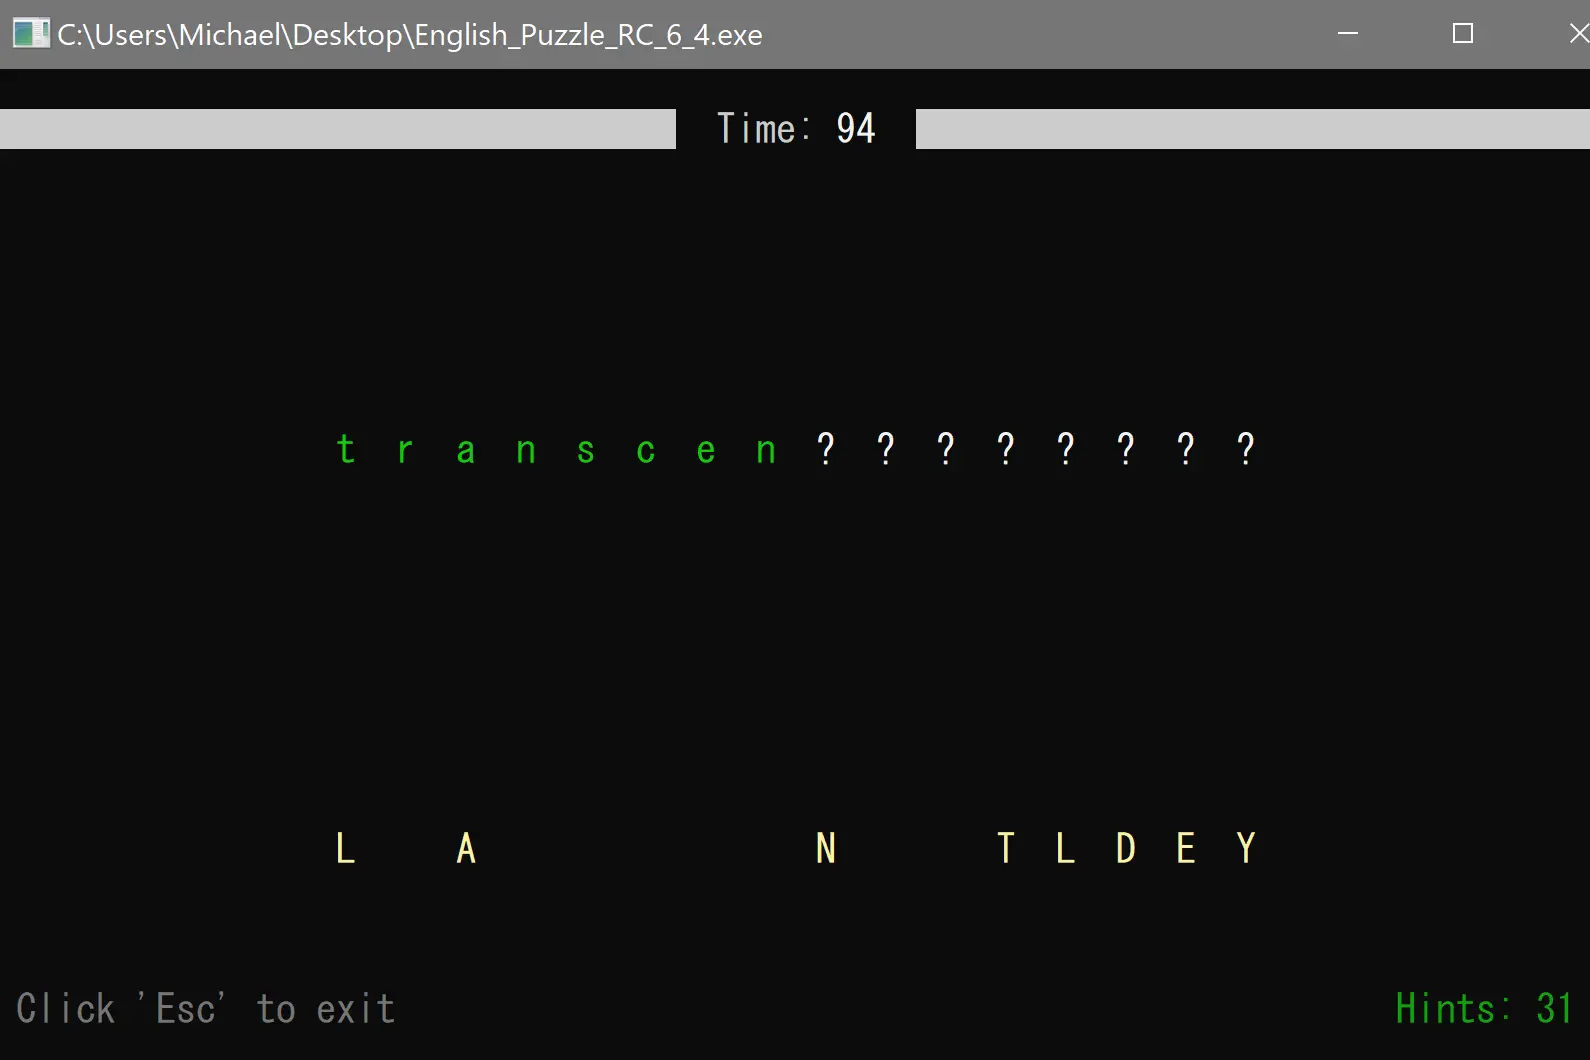 C:\Users\Michael\Desktop\English_Puzzle_RC_6_4.exe
Time: 94
t r a n s c e n ? ? ? ? ? ? ? ?
L A N T L D E Y
Click 'Esc' to exit
Hints: 31